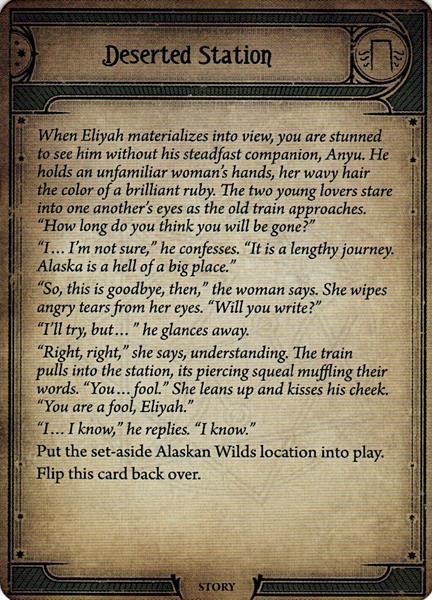 Deserted Station
When Eliyah materializes into view, you are stunned
to see him without his steadfast companion, Anyu. He
holds an unfamiliar woman's hands, her wavy hair
the color of a brilliant ruby. The two young lovers stare
into one another's eyes as the old train approaches.
"How long do you think you will be gone?"
"I… I'm not sure," he confesses. "It is a lengthy journey.
Alaska is a hell of a big place."
"So, this is goodbye, then," the woman says. She wipes
angry tears from her eyes. "Will you write?"
"I'll try, but…" he glances away.
"Right, right," she says, understanding. The train
pulls into the station, its piercing squeal muffling their
words. "You… fool." She leans up and kisses his cheek.
"You are a fool, Eliyah."
"I… I know," he replies. "I know."
Put the set-aside Alaskan Wilds location into play.
Flip this card back over.
STORY